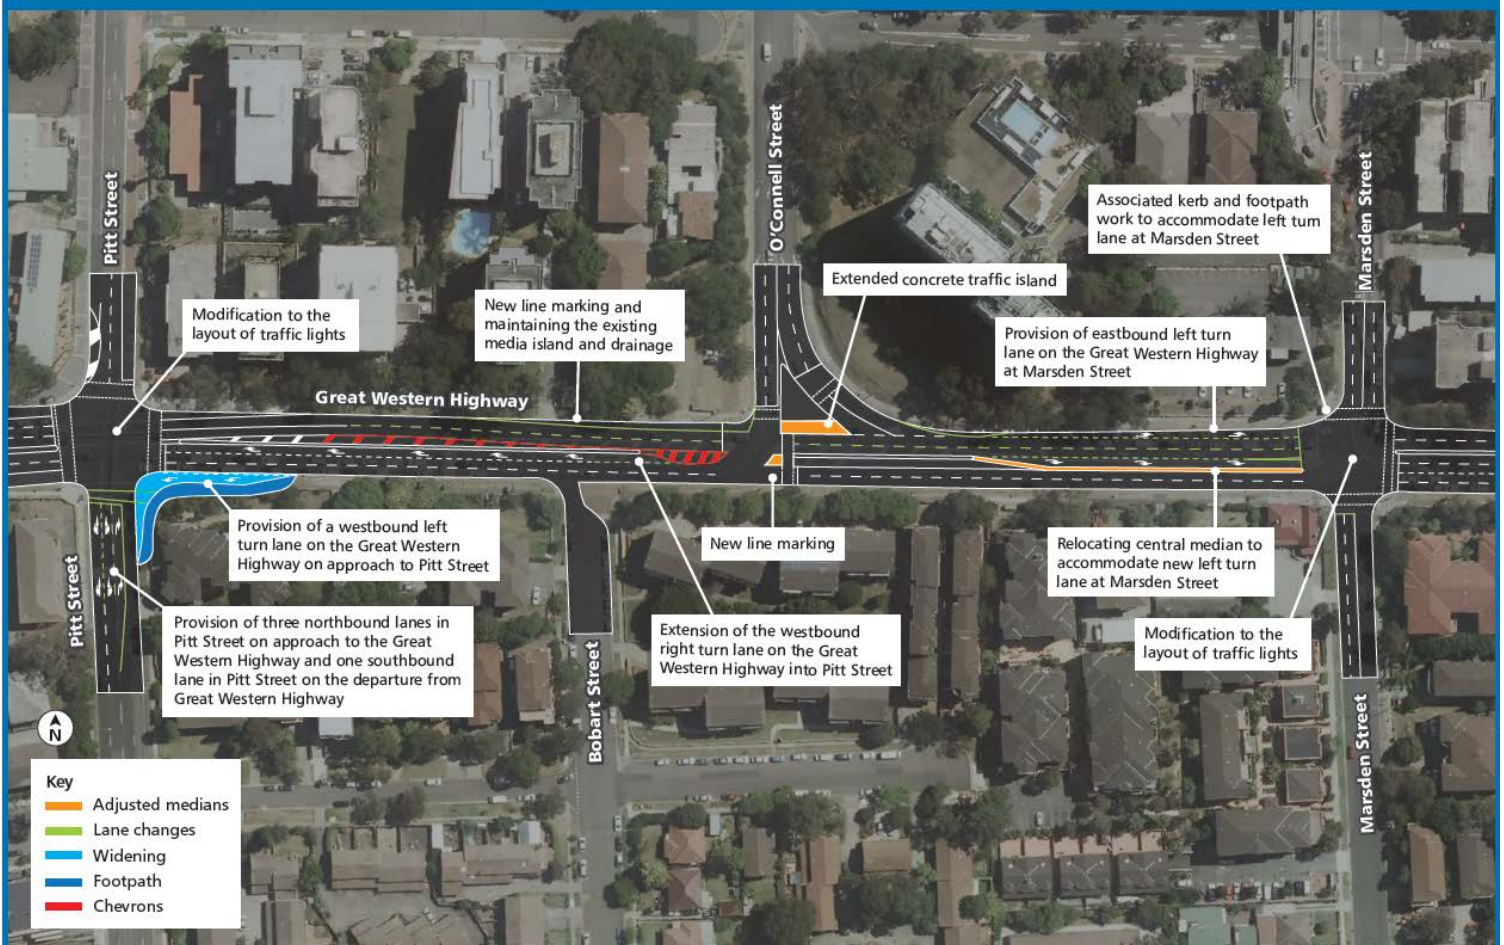 Pitt Street
O'Connell Street
Marsden Street
Associated kerb and footpath
work to accommodate left turn
lane at Marsden Street
Extended concrete traffic island
Modification to the
layout of traffic lights
New line marking and
maintaining the existing
media island and drainage
Provision of eastbound left turn
lane on the Great Western Highway
at Marsden Street
Great Western Highway
Provision of a westbound left
turn lane on the Great Western
Highway on approach to Pitt Street
New line marking
Relocating central median to
accommodate new left turn
lane at Marsden Street
Pitt Street
Provision of three northbound lanes in
Pitt Street on approach to the Great
Western Highway and one southbound
lane in Pitt Street on the departure from
Great Western Highway
Extension of the westbound
right turn lane on the Great
Western Highway into Pitt Street
Modification to the
layout of traffic lights
Bobart Street
Marsden Street
N
Key
Adjusted medians
Lane changes
Widening
Footpath
Chevrons